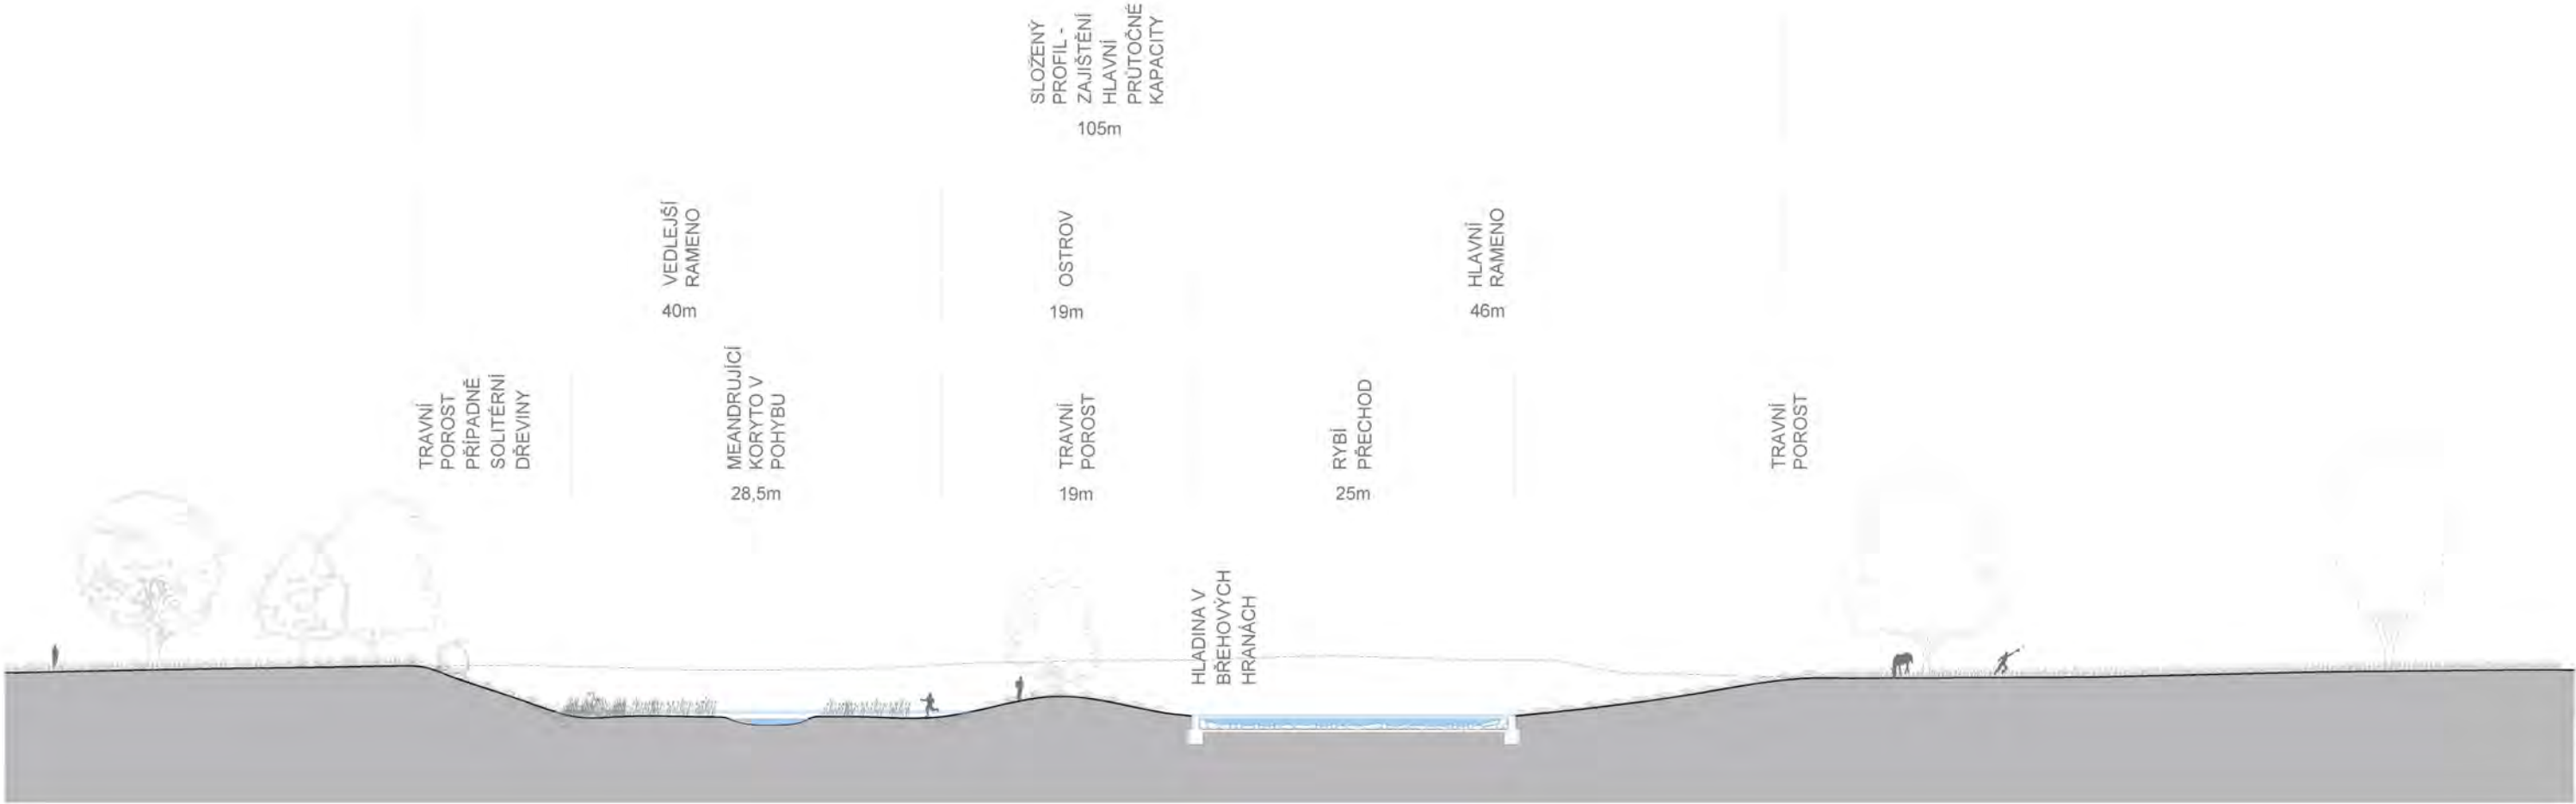 SLOŽENÝ
PROFIL -
ZAJIŠTĚNÍ
HLAVNÍ
PRŮTOČNÉ
KAPACITY
105m
VEDLEJŠÍ
RAMENO
40m
OSTROV
19m
HLAVNÍ
RAMENO
46m
TRAVNÍ
POROST
PŘÍPADNĚ
SOLITÉRNÍ
DŘEVINY
MEANDRUJÍCÍ
KORYTO V
POHYBU
28,5m
TRAVNÍ
POROST
19m
RYBÍ
PŘECHOD
25m
TRAVNÍ
POROST
HLADINA V
BŘEHOVÝCH
HRANÁCH